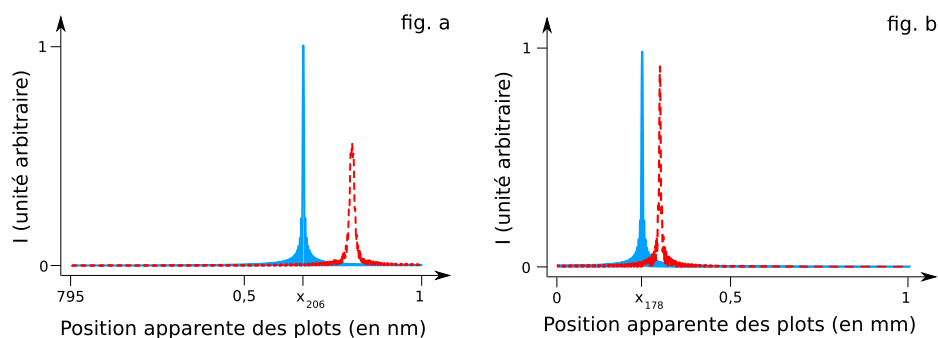 fig. a
1
I (unité arbitraire)
0
795
0,5
x206
1
Position apparente des plots (en nm)
fig. b
1
I (unité arbitraire)
0
0
x178
0,5
1
Position apparente des plots (en mm)